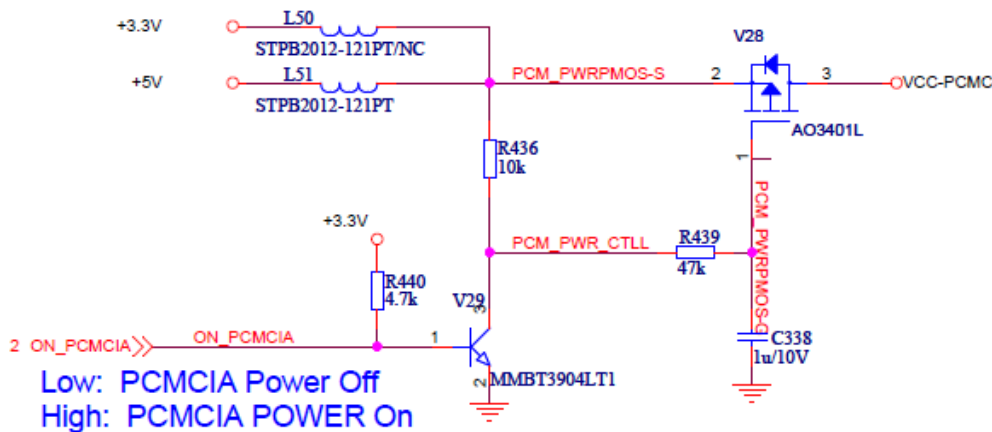 L50
+3.3V
STPB2012-121PT/NC
V28
L51
PCM_PWRPMOS-S
2
3
+5V
VCC-PCMC
STPB2012-121PT
AO3401L
R436
10k
1
PCM_PWRPMOS-G
+3.3V
PCM_PWR_CTLL
R439
47k
R440
4.7k
V29
3
C338
1u/10V
2 ON_PCMCIA
ON_PCMCIA
1
2
MMBT3904LT1
Low: PCMCIA Power Off
High: PCMCIA POWER On